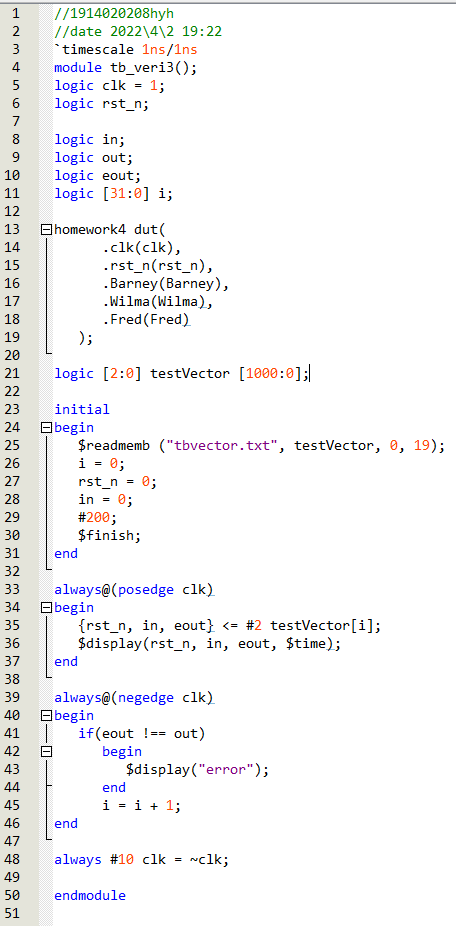 1 //1914020208hyh
2 //date 2022\4\2 19:22
3 `timescale 1ns/1ns
4 module tb_veri3();
5 logic clk = 1;
6 logic rst_n;
7
8 logic in;
9 logic out;
10 logic eout;
11 logic [31:0] i;
12
13 homework4 dut(
14 .clk(clk),
15 .rst_n(rst_n),
16 .Barney(Barney),
17 .Wilma(Wilma),
18 .Fred(Fred)
19 );
20
21 logic [2:0] testVector [1000:0];
22
23 initial
24 begin
25 $readmemb ("tbvector.txt", testVector, 0, 19);
26 i = 0;
27 rst_n = 0;
28 in = 0;
29 #200;
30 $finish;
31 end
32
33 always@(posedge clk)
34 begin
35 {rst_n, in, eout} <= #2 testVector[i];
36 $display(rst_n, in, eout, $time);
37 end
38
39 always@(negedge clk)
40 begin
41 if(eout !== out)
42 begin
43 $display("error");
44 end
45 i = i + 1;
46 end
47
48 always #10 clk = ~clk;
49
50 endmodule
51